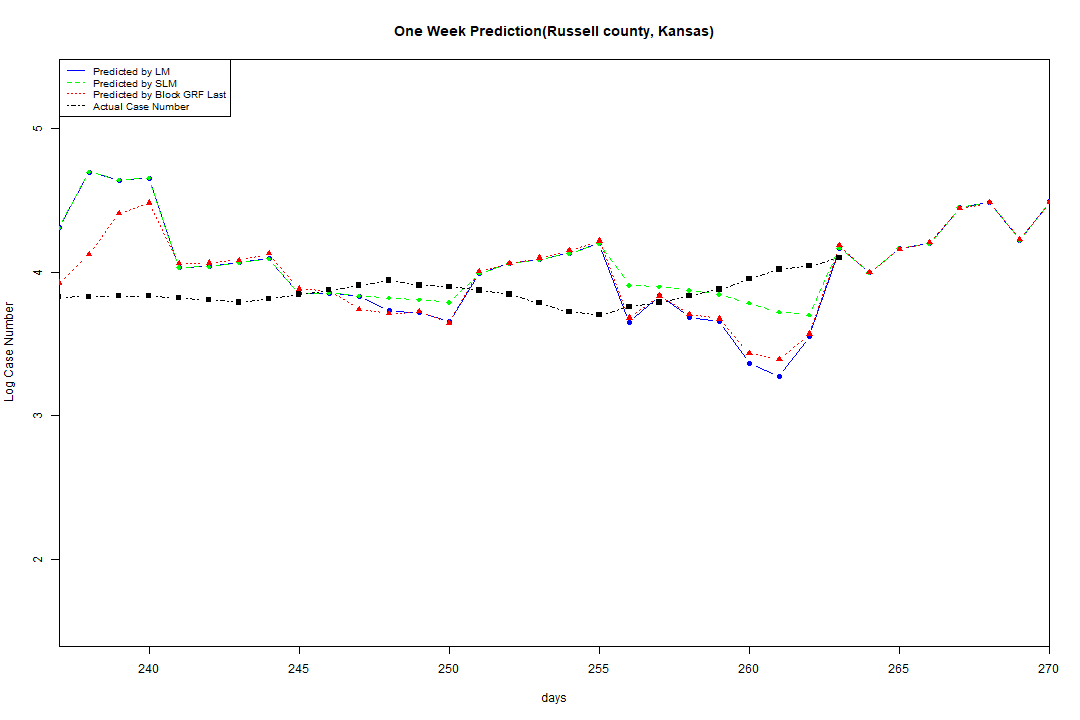 One Week Prediction(Russell county, Kansas)
Predicted by LM
Predicted by SLM
Predicted by Block GRF Last
Actual Case Number
5
4
3
2
Log Case Number
240 245 250 255 260 265 270
days